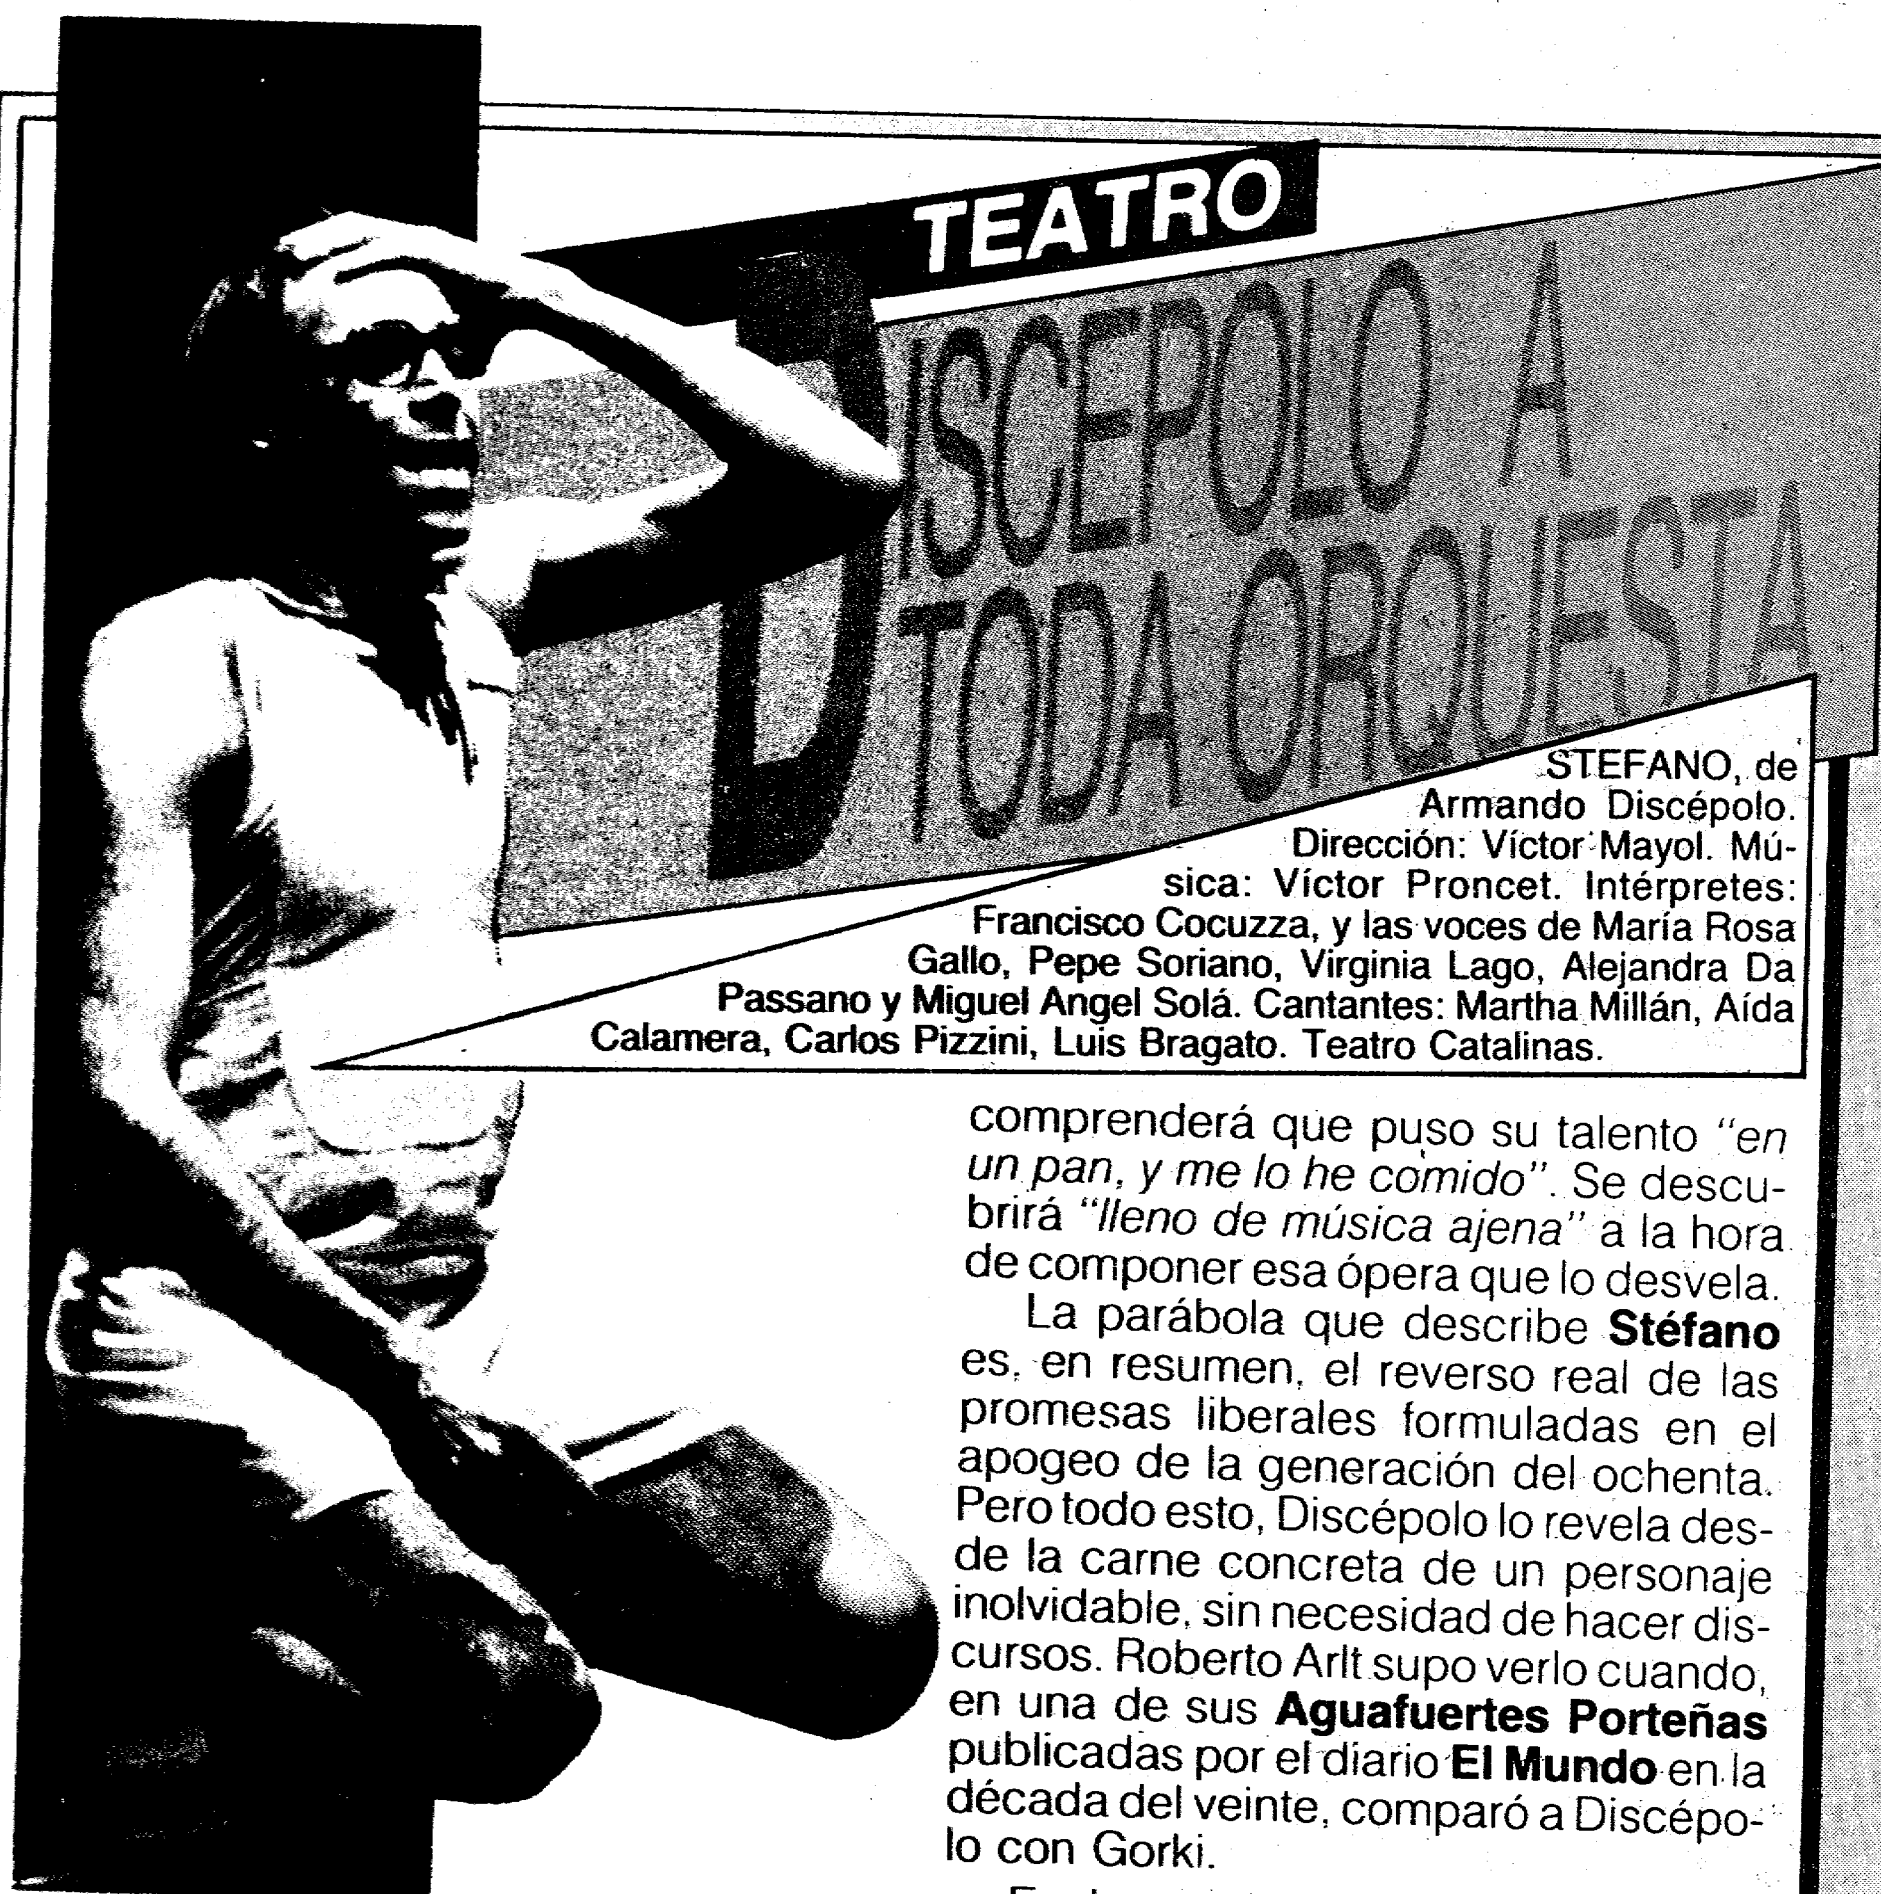 TEATRO
DISCEPOLO A
TODA ORQUESTA
STEFANO, de
Armando Discépolo.
Dirección: Víctor Mayol. Mú-
sica: Víctor Proncet. Intérpretes:
Francisco Cocuzza, y las voces de María Rosa
Gallo, Pepe Soriano, Virginia Lago, Alejandra Da
Passano y Miguel Angel Solá. Cantantes: Martha Millán, Aída
Calamera, Carlos Pizzini, Luis Bragato. Teatro Catalinas.
comprenderá que puso su talento “en
un pan, y me lo he comido”. Se descu-
brirá “lleno de música ajena” a la hora
de componer esa ópera que lo desvela.
La parábola que describe Stéfano
es, en resumen, el reverso real de las
promesas liberales formuladas en el
apogeo de la generación del ochenta.
Pero todo esto, Discépolo lo revela des-
de la carne concreta de un personaje
inolvidable, sin necesidad de hacer dis-
cursos. Roberto Arlt supo verlo cuando,
en una de sus Aguafuertes Porteñas
publicadas por el diario El Mundo en la
década del veinte, comparó a Discépo-
lo con Gorki.